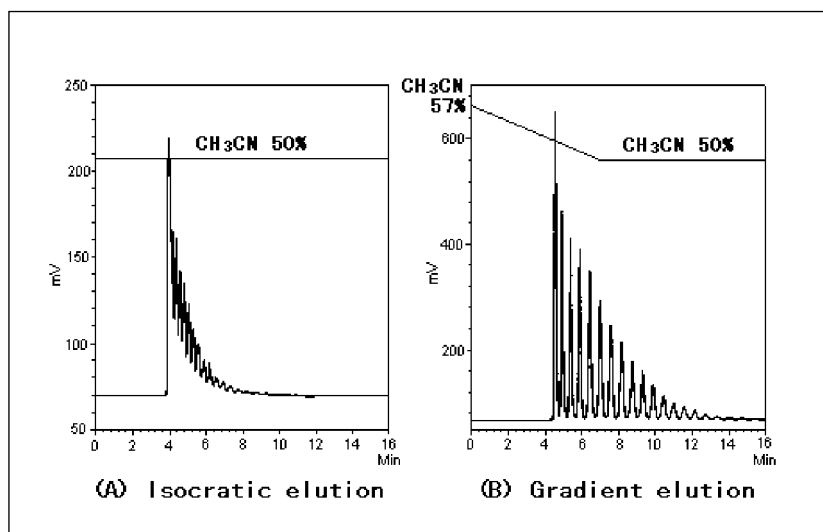 250
200
150
100
50
mV
CH₃CN 50%
0 2 4 6 8 10 12 14 16
Min
(A) Isocratic elution
CH₃CN
57%
600
400
200
mV
CH₃CN 50%
0 2 4 6 8 10 12 14 16
Min
(B) Gradient elution